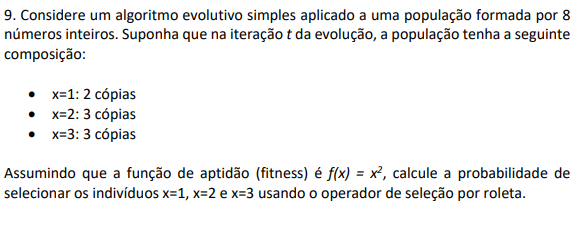 9. Considere um algoritmo evolutivo simples aplicado a uma população formada por 8
números inteiros. Suponha que na iteração t da evolução, a população tenha a seguinte
composição:
• x=1: 2 cópias
• x=2: 3 cópias
• x=3: 3 cópias
Assumindo que a função de aptidão (fitness) é f(x) = x², calcule a probabilidade de
selecionar os indivíduos x=1, x=2 e x=3 usando o operador de seleção por roleta.